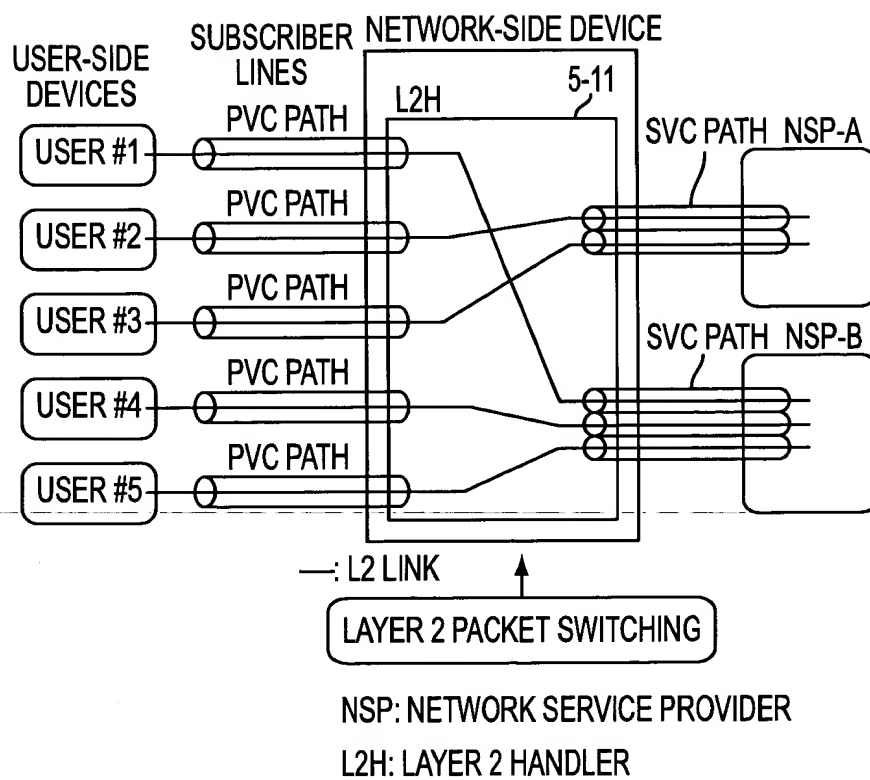 USER-SIDE
DEVICES
SUBSCRIBER
LINES
NETWORK-SIDE DEVICE
5-11
L2H
PVC PATH
USER #1
SVC PATH
NSP-A
PVC PATH
USER #2
PVC PATH
USER #3
SVC PATH
NSP-B
PVC PATH
USER #4
PVC PATH
USER #5
—: L2 LINK
LAYER 2 PACKET SWITCHING
NSP: NETWORK SERVICE PROVIDER
L2H: LAYER 2 HANDLER